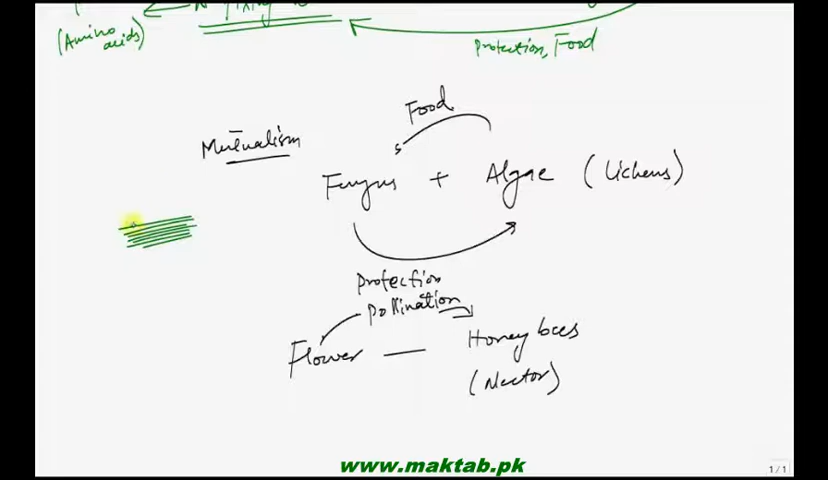 (Amino acids)
Protection, Food
Mutualism
Food
Fungus + Algae (Lichens)
Protection
pollination
Flower — Honey bees
(Nector)
www.maktab.pk
1/1